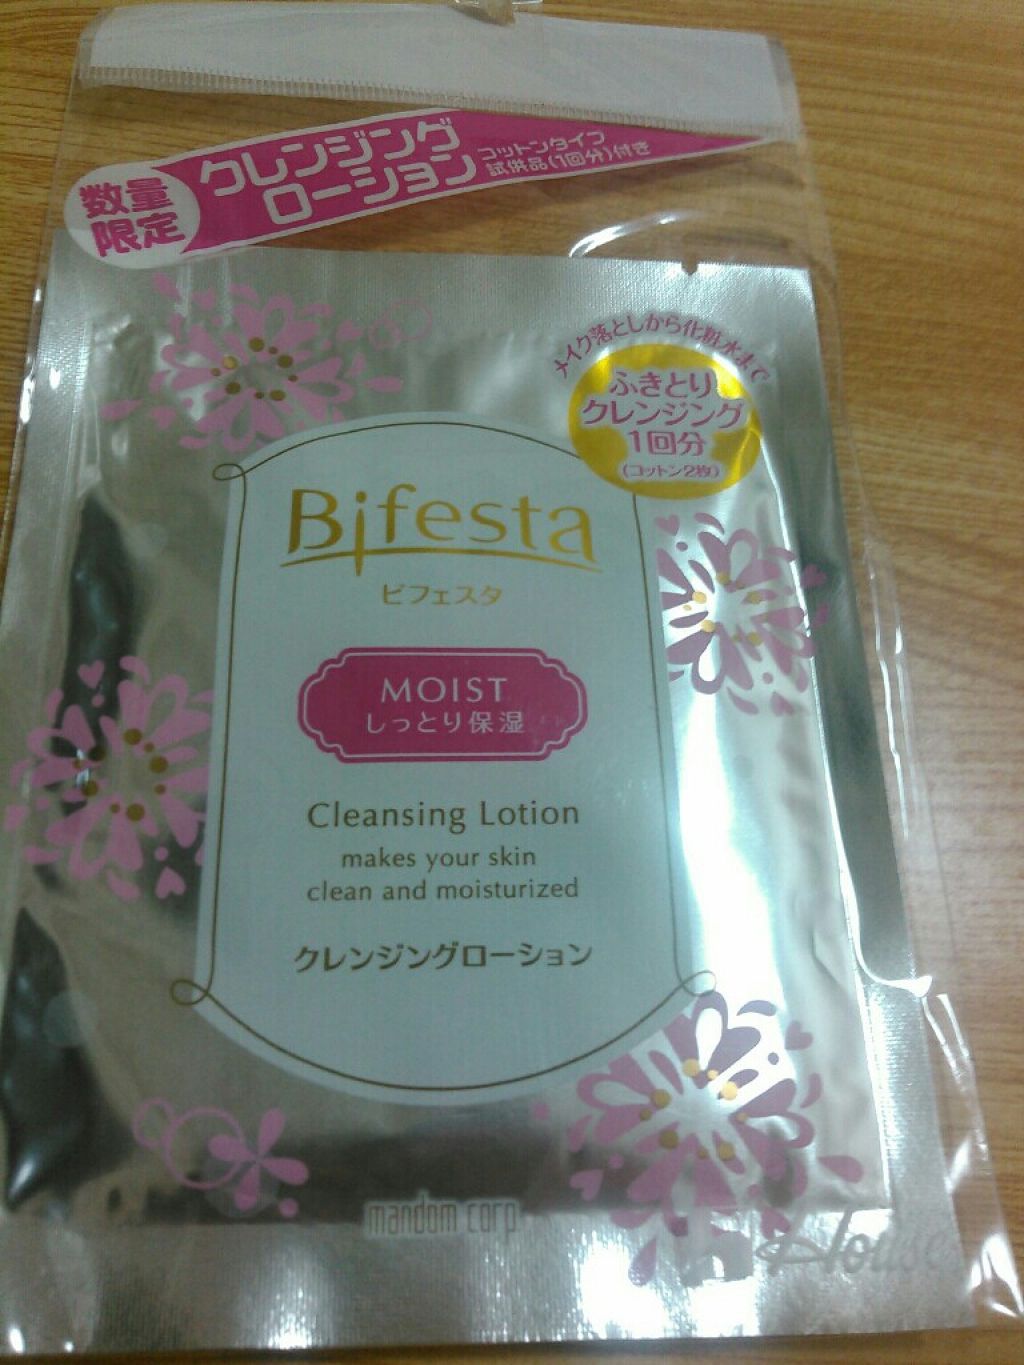 数量
限定
クレンジング
ローション
コットンタイプ
試供品(1回分)付き
メイク落としから化粧水まで
ふきとり
クレンジング
1回分
(コットン2枚)
Bifesta
ビフェスタ
MOIST
しっとり保湿
Cleansing Lotion
makes your skin
clean and moisturized
クレンジングローション
mandom corp
House